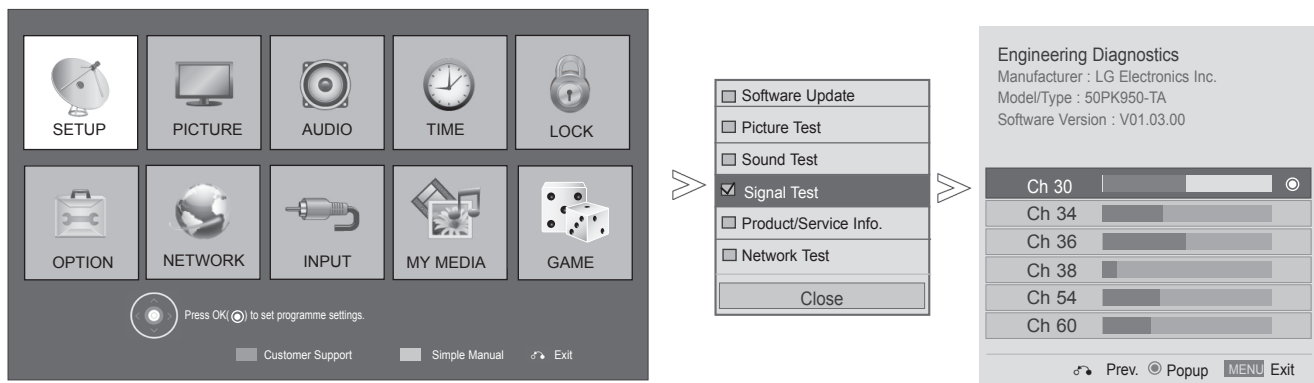 SETUP PICTURE AUDIO TIME LOCK
OPTION NETWORK INPUT MY MEDIA GAME
Press OK( ) to set programme settings.
Customer Support Simple Manual Exit
Software Update
Picture Test
Sound Test
Signal Test
Product/Service Info.
Network Test
Close
Engineering Diagnostics
Manufacturer : LG Electronics Inc.
Model/Type : 50PK950-TA
Software Version : V01.03.00
Ch 30
Ch 34
Ch 36
Ch 38
Ch 54
Ch 60
Prev. Popup MENU Exit